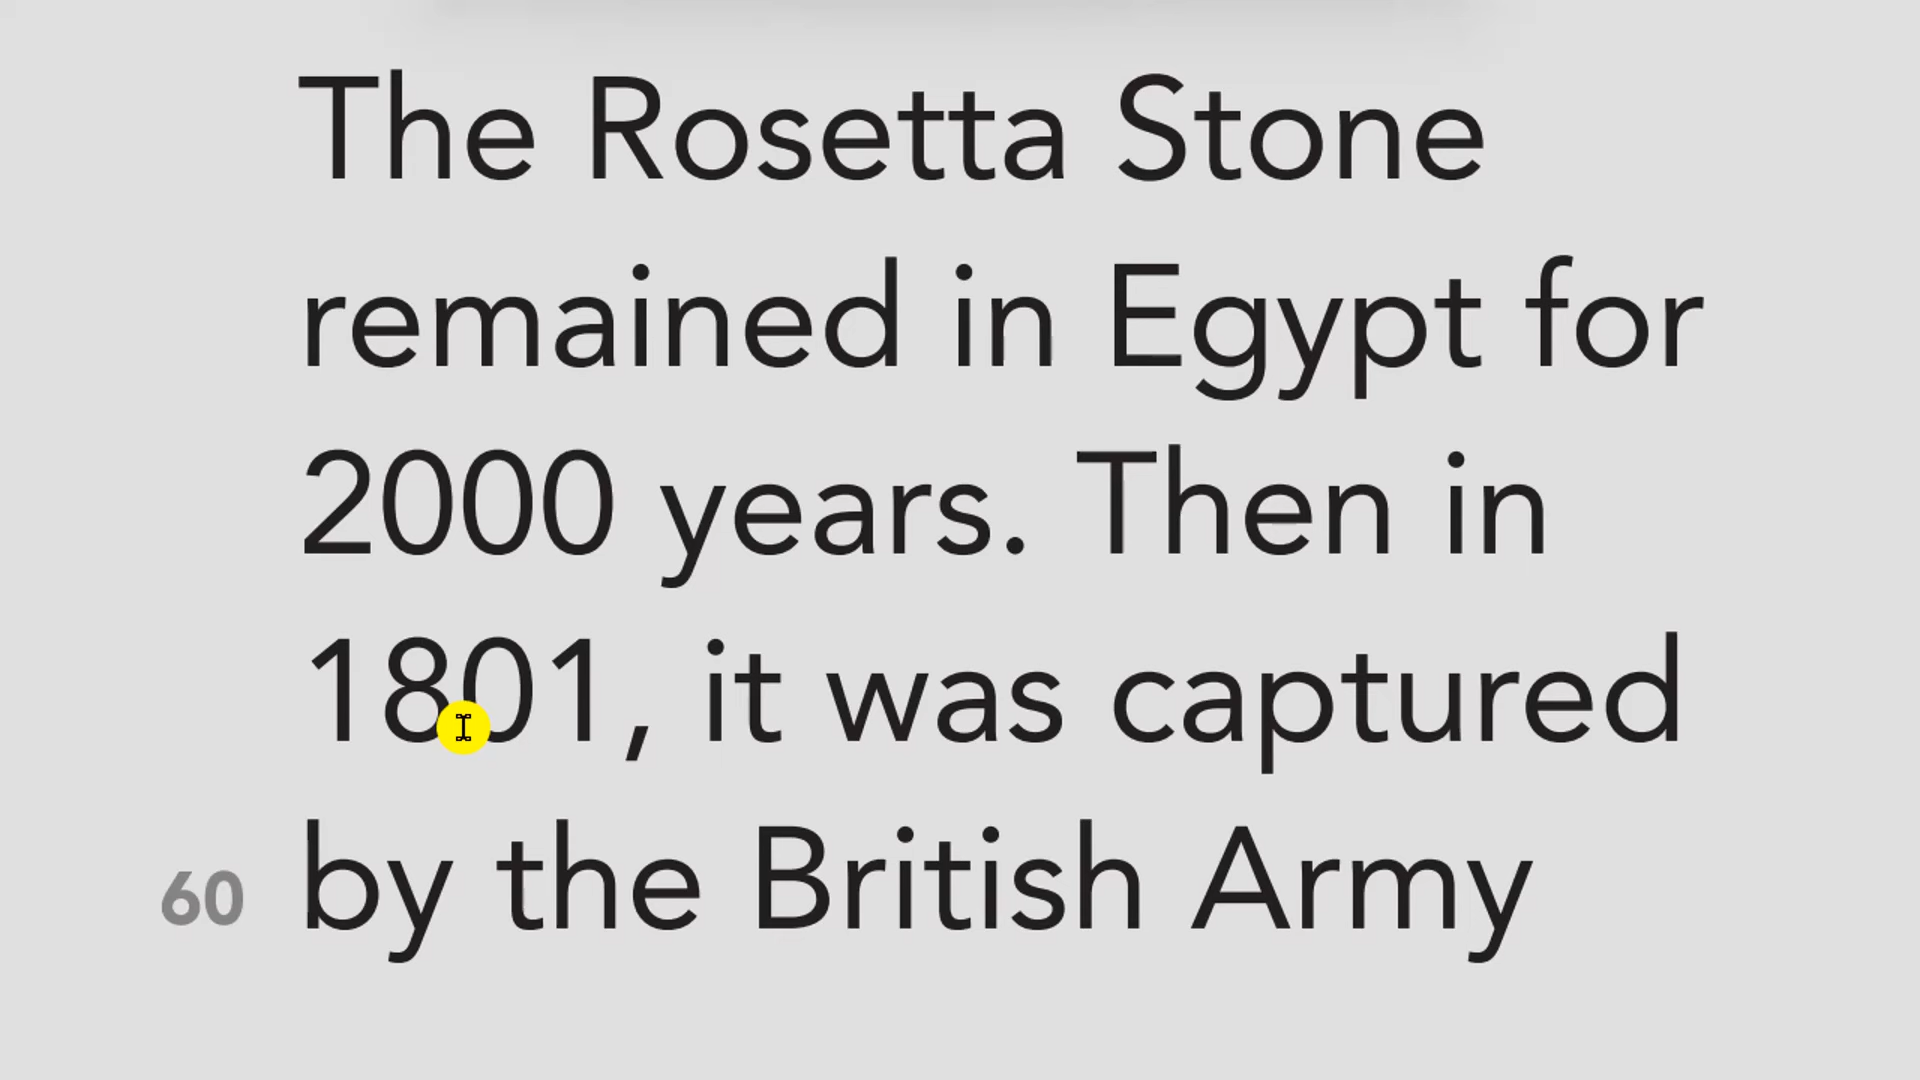 The Rosetta Stone
remained in Egypt for
2000 years. Then in
1801, it was captured
60 by the British Army